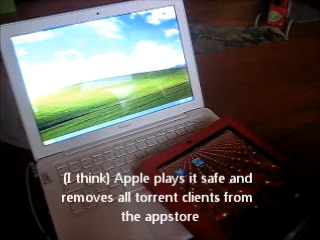 (I think) Apple plays it safe and
removes all torrent clients from
the appstore